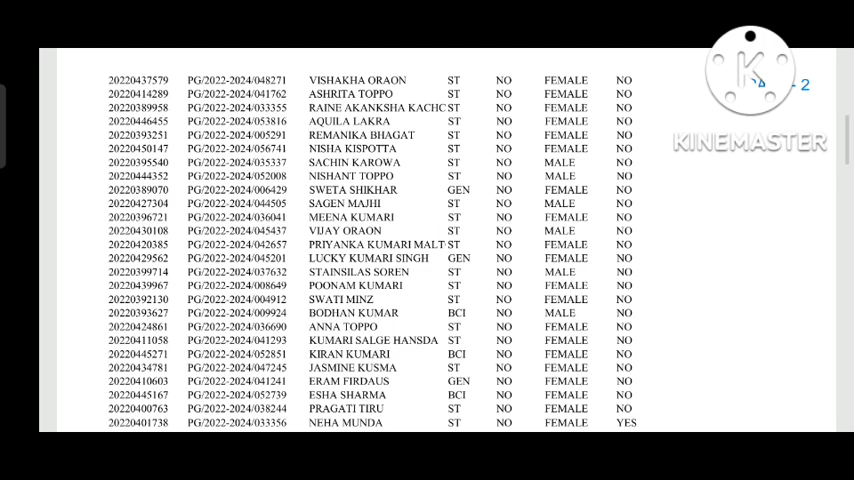 20220437579 PG/2022-2024/048271 VISHAKHA ORAON ST NO FEMALE NO
20220414289 PG/2022-2024/041762 ASHRITA TOPPO ST NO FEMALE NO
20220389958 PG/2022-2024/033355 RAINE AKANKSHA KACHC ST NO FEMALE NO
20220446455 PG/2022-2024/053816 AQUILA LAKRA ST NO FEMALE NO
20220393251 PG/2022-2024/005291 REMANIKA BHAGAT ST NO FEMALE NO
20220450147 PG/2022-2024/056741 NISHA KISPOTTA ST NO FEMALE NO
20220395540 PG/2022-2024/035337 SACHIN KAROWA ST NO MALE NO
20220444352 PG/2022-2024/052008 NISHANT TOPPO ST NO MALE NO
20220389070 PG/2022-2024/006429 SWETA SHIKHAR GEN NO FEMALE NO
20220427304 PG/2022-2024/044505 SAGEN MAJHI ST NO MALE NO
20220396721 PG/2022-2024/036041 MEENA KUMARI ST NO FEMALE NO
20220430108 PG/2022-2024/045437 VIJAY ORAON ST NO MALE NO
20220420385 PG/2022-2024/042657 PRIYANKA KUMARI MALT ST NO FEMALE NO
20220429562 PG/2022-2024/045201 LUCKY KUMARI SINGH GEN NO FEMALE NO
20220399714 PG/2022-2024/037632 STAINSILAS SOREN ST NO MALE NO
20220439967 PG/2022-2024/008649 POONAM KUMARI ST NO FEMALE NO
20220392130 PG/2022-2024/004912 SWATI MINZ ST NO FEMALE NO
20220393627 PG/2022-2024/009924 BODHAN KUMAR BCI NO MALE NO
20220424861 PG/2022-2024/036690 ANNA TOPPO ST NO FEMALE NO
20220411058 PG/2022-2024/041293 KUMARI SALGE HANSDA ST NO FEMALE NO
20220445271 PG/2022-2024/052851 KIRAN KUMARI BCI NO FEMALE NO
20220434781 PG/2022-2024/047245 JASMINE KUSMA ST NO FEMALE NO
20220410603 PG/2022-2024/041241 ERAM FIRDAUS GEN NO FEMALE NO
20220445167 PG/2022-2024/052739 ESHA SHARMA BCI NO FEMALE NO
20220400763 PG/2022-2024/038244 PRAGATI TIRU ST NO FEMALE NO
20220401738 PG/2022-2024/033356 NEHA MUNDA ST NO FEMALE YES
- 2
K
KINEMASTER